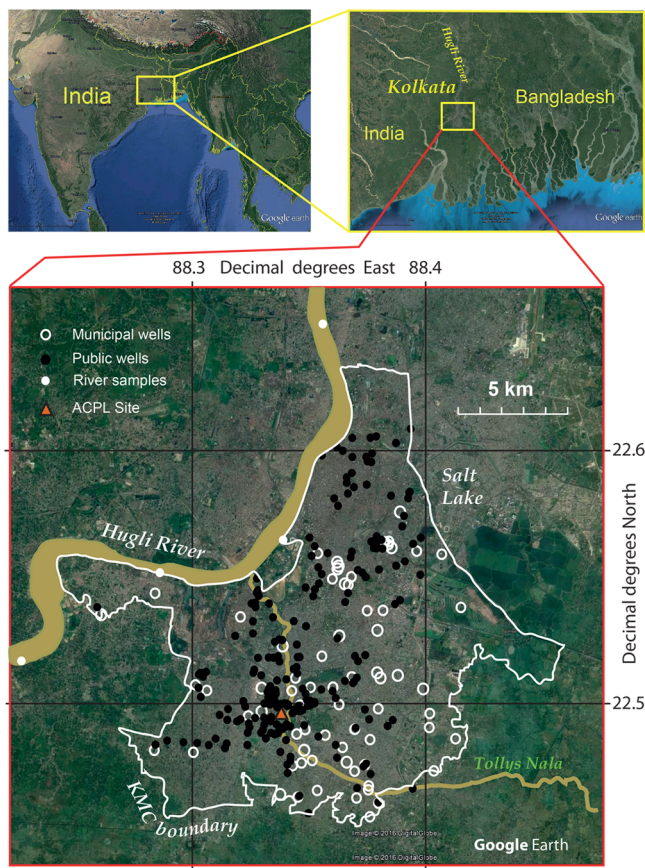 India
Google earth
Hugli River
Kolkata
Bangladesh
India
Google earth
88.3 Decimal degrees East 88.4
Municipal wells
Public wells
River samples
ACPL Site
5 km
22.6
Salt
Lake
Hugli River
Decimal degrees North
22.5
Tollys Nala
KMC boundary
Image © 2016 DigitalGlobe
Google Earth
Image © 2016 DigitalGlobe